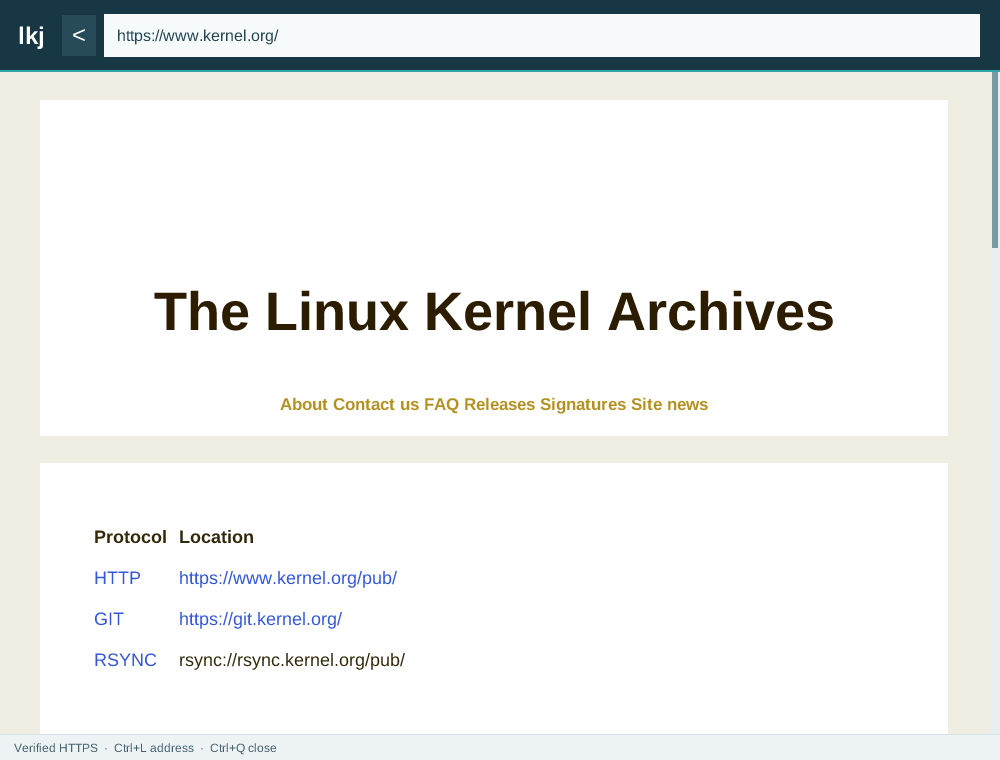 lkj < https://www.kernel.org/
The Linux Kernel Archives
About Contact us FAQ Releases Signatures Site news
Protocol Location
HTTP https://www.kernel.org/pub/
GIT https://git.kernel.org/
RSYNC rsync://rsync.kernel.org/pub/
Verified HTTPS · Ctrl+L address · Ctrl+Q close